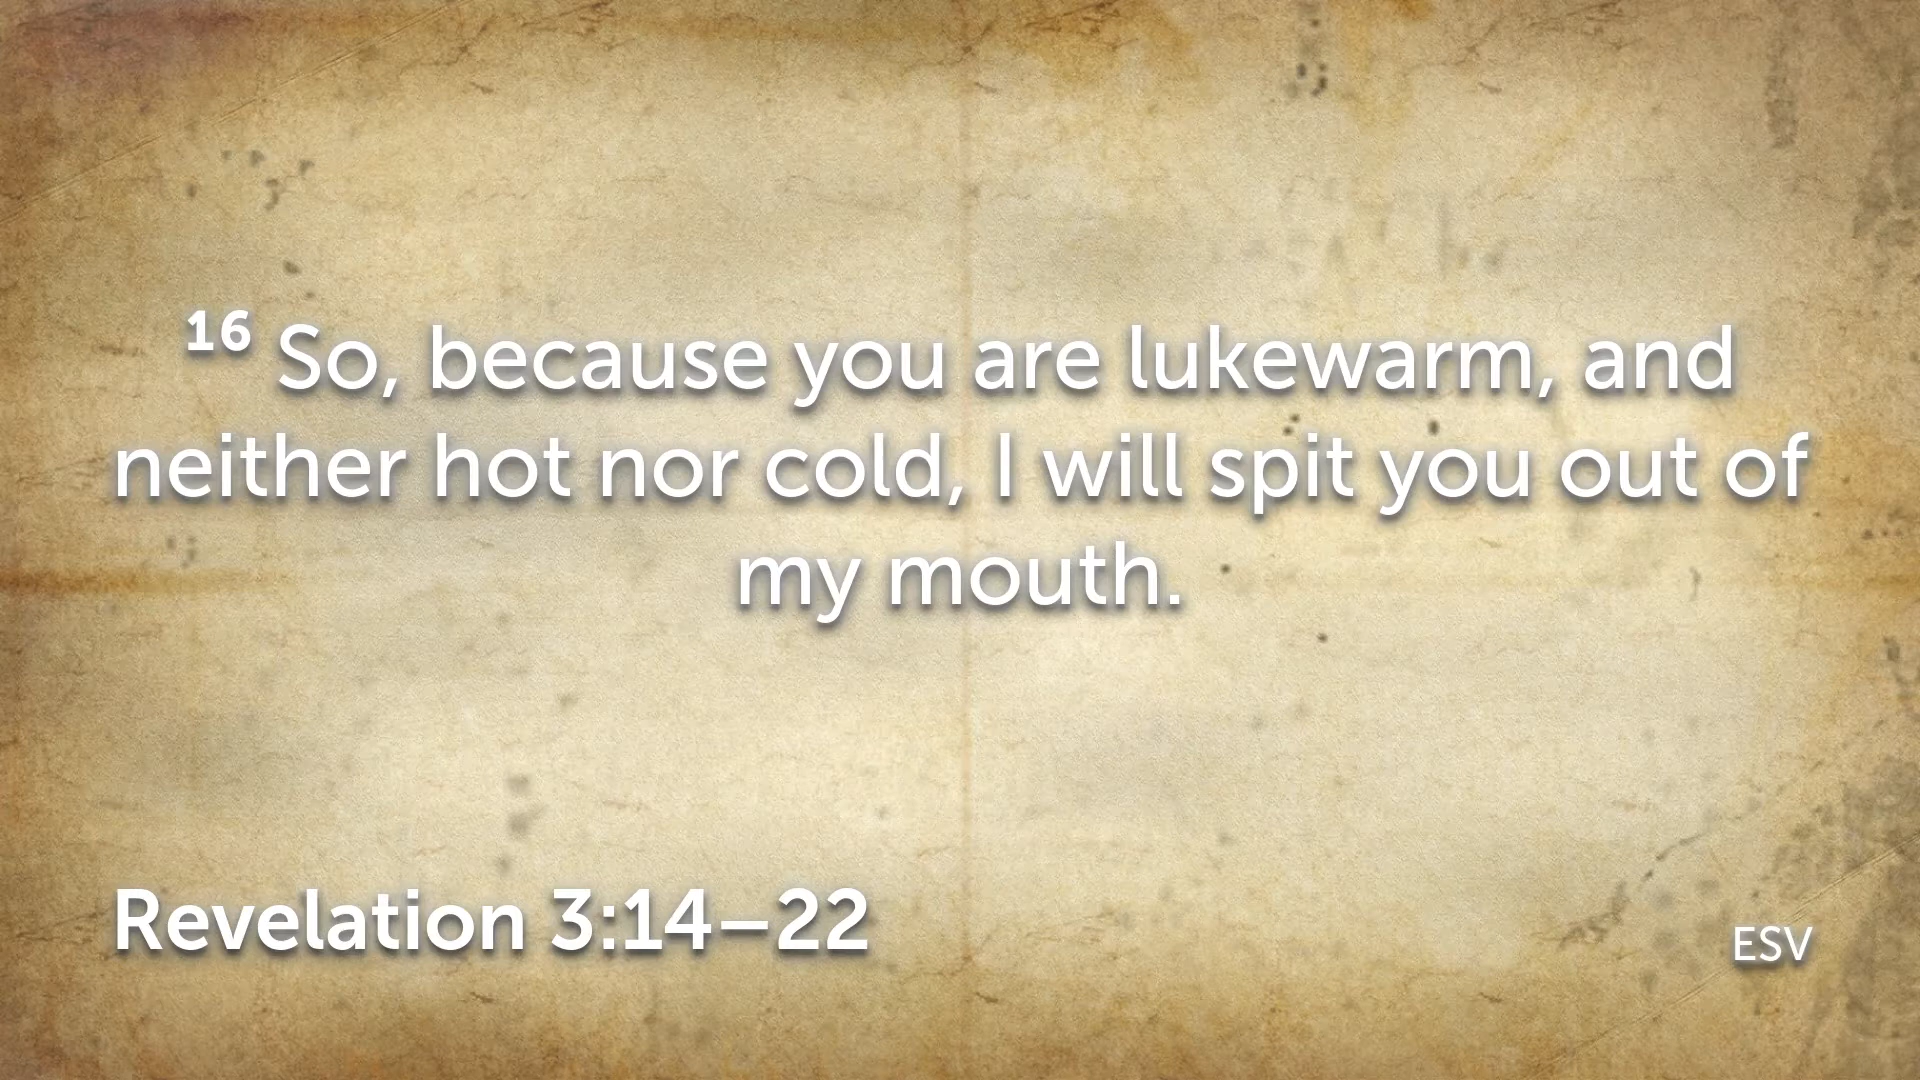 16 So, because you are lukewarm, and
neither hot nor cold, I will spit you out of
my mouth.
Revelation 3:14–22
ESV